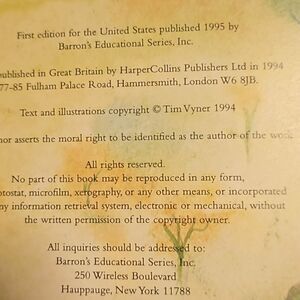 First edition for the United States published 1995 by
Barron's Educational Series, Inc.
published in Great Britain by HarperCollins Publishers Ltd in 1994
77-85 Fulham Palace Road, Hammersmith, London W6 8JB.
Text and illustrations copyright © Tim Vyner 1994
asserts the moral right to be identified as the author of the work
All rights reserved.
No part of this book may be reproduced in any form,
microfilm, xerography, or any other means, or incorporated
information retrieval system, electronic or mechanical, without
the written permission of the copyright owner.
All inquiries should be addressed to:
Barron's Educational Series, Inc.
250 Wireless Boulevard
Hauppauge, New York 11788